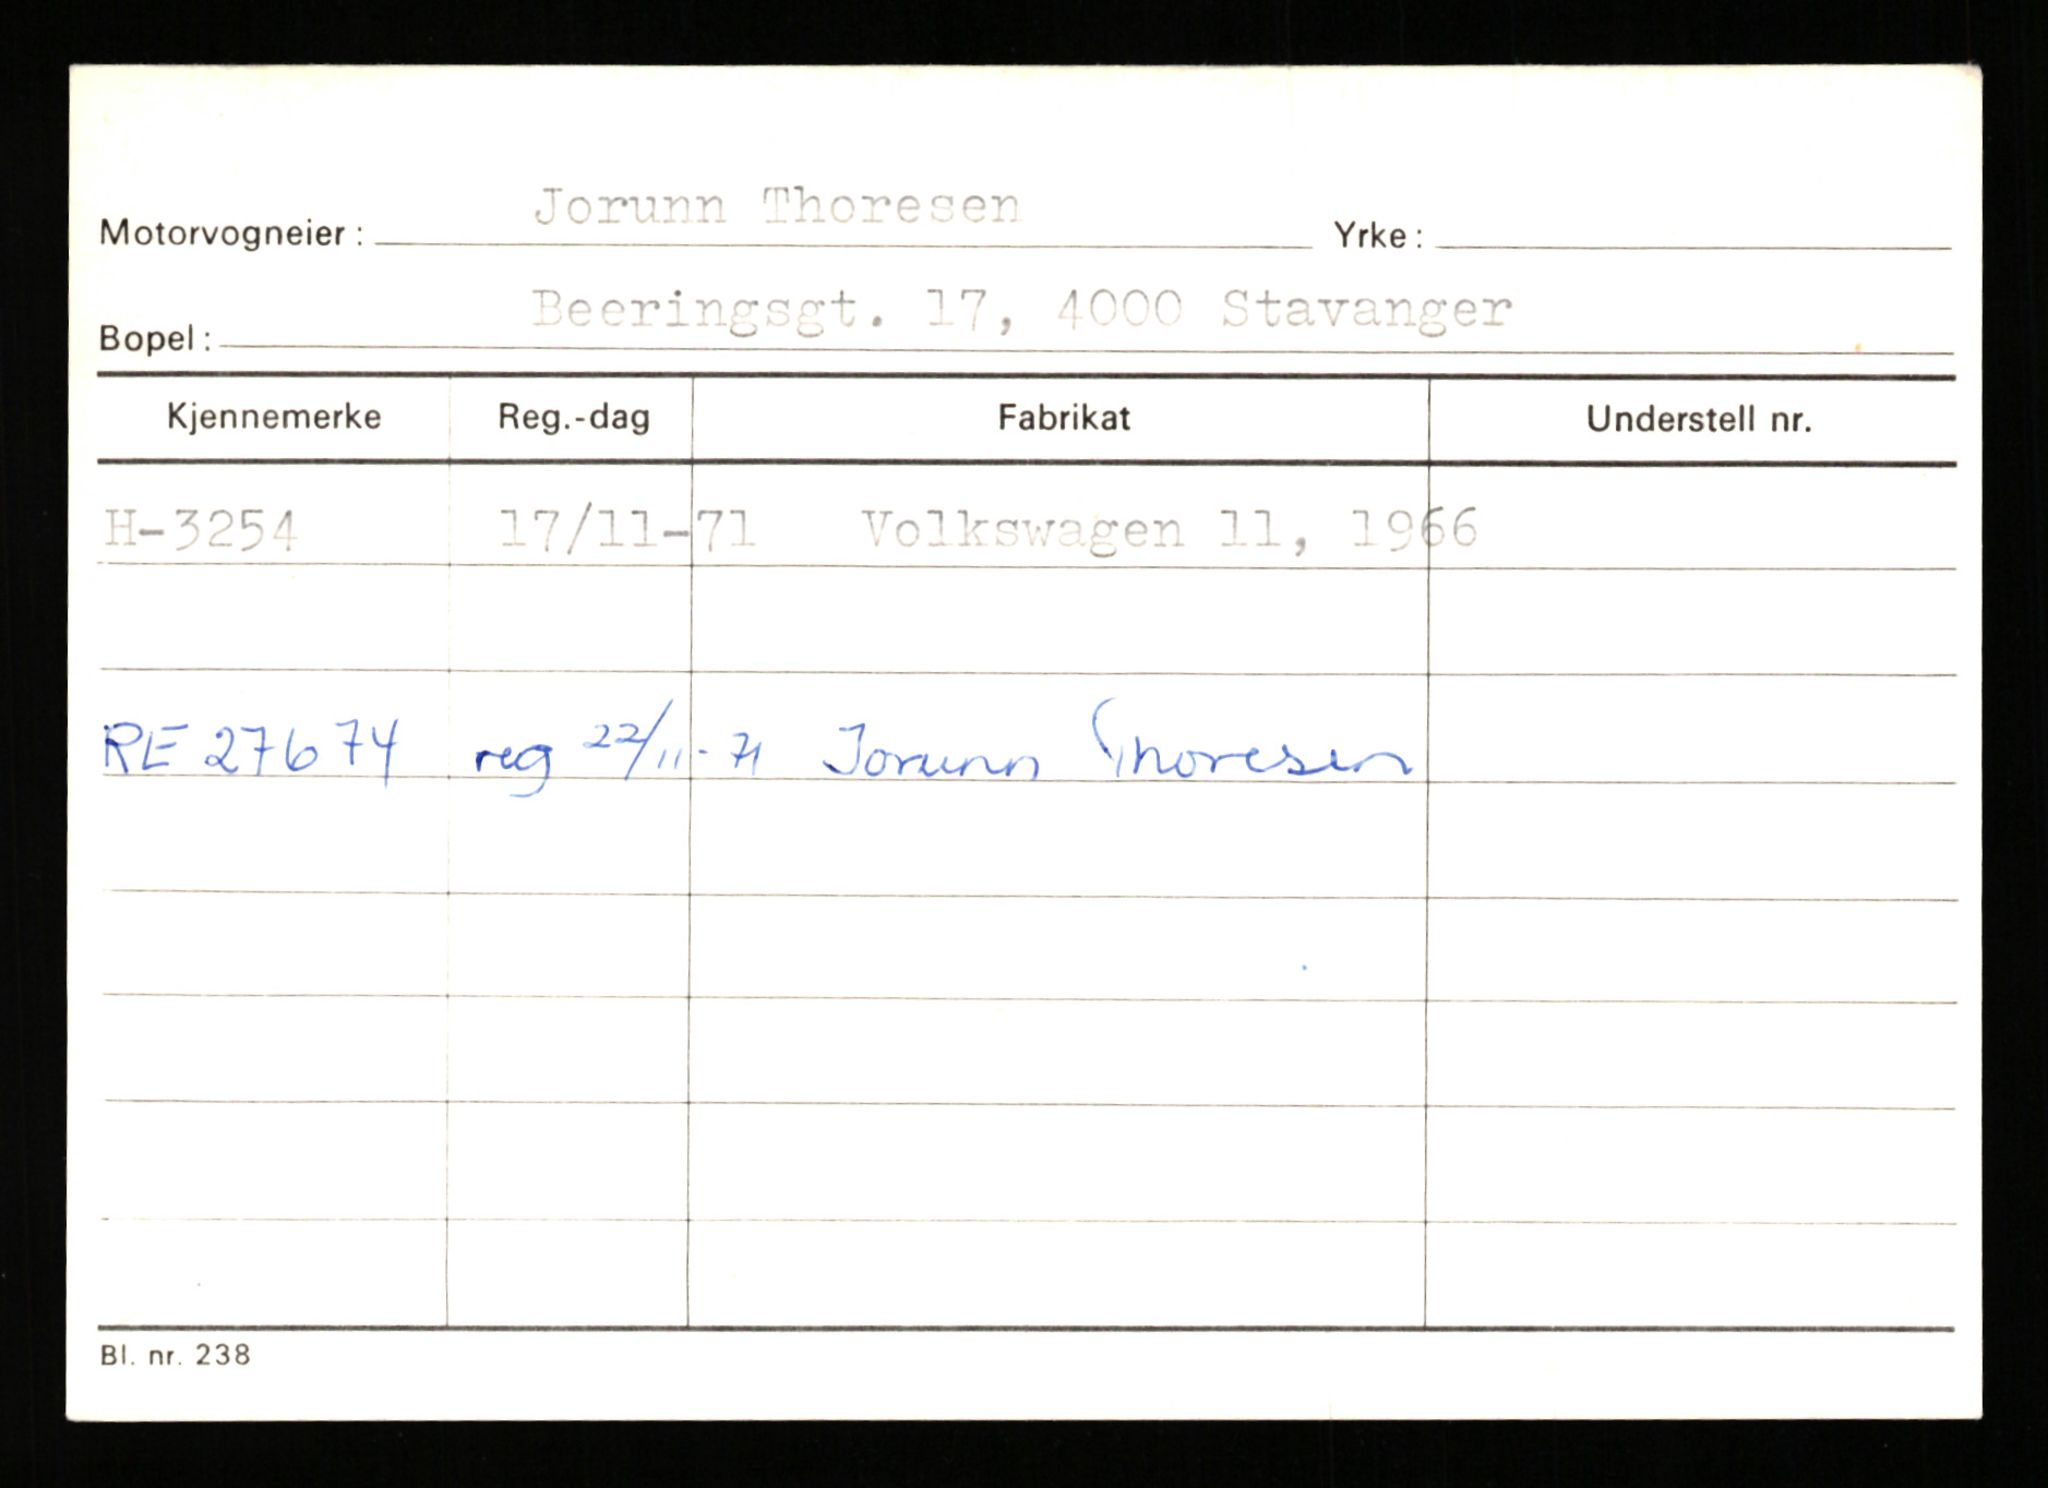 Motorvogneier: Jorunn Thoresen Yrke:
Bopel: Beeringsgt. 17, 4000 Stavanger
Kjennemerke Reg.-dag Fabrikat Understell nr.
H-3254 17/11-71 Volkswagen 11, 1966
RE 27674 reg 22/11-71 Jorunn Thoresen
Bl. nr. 238